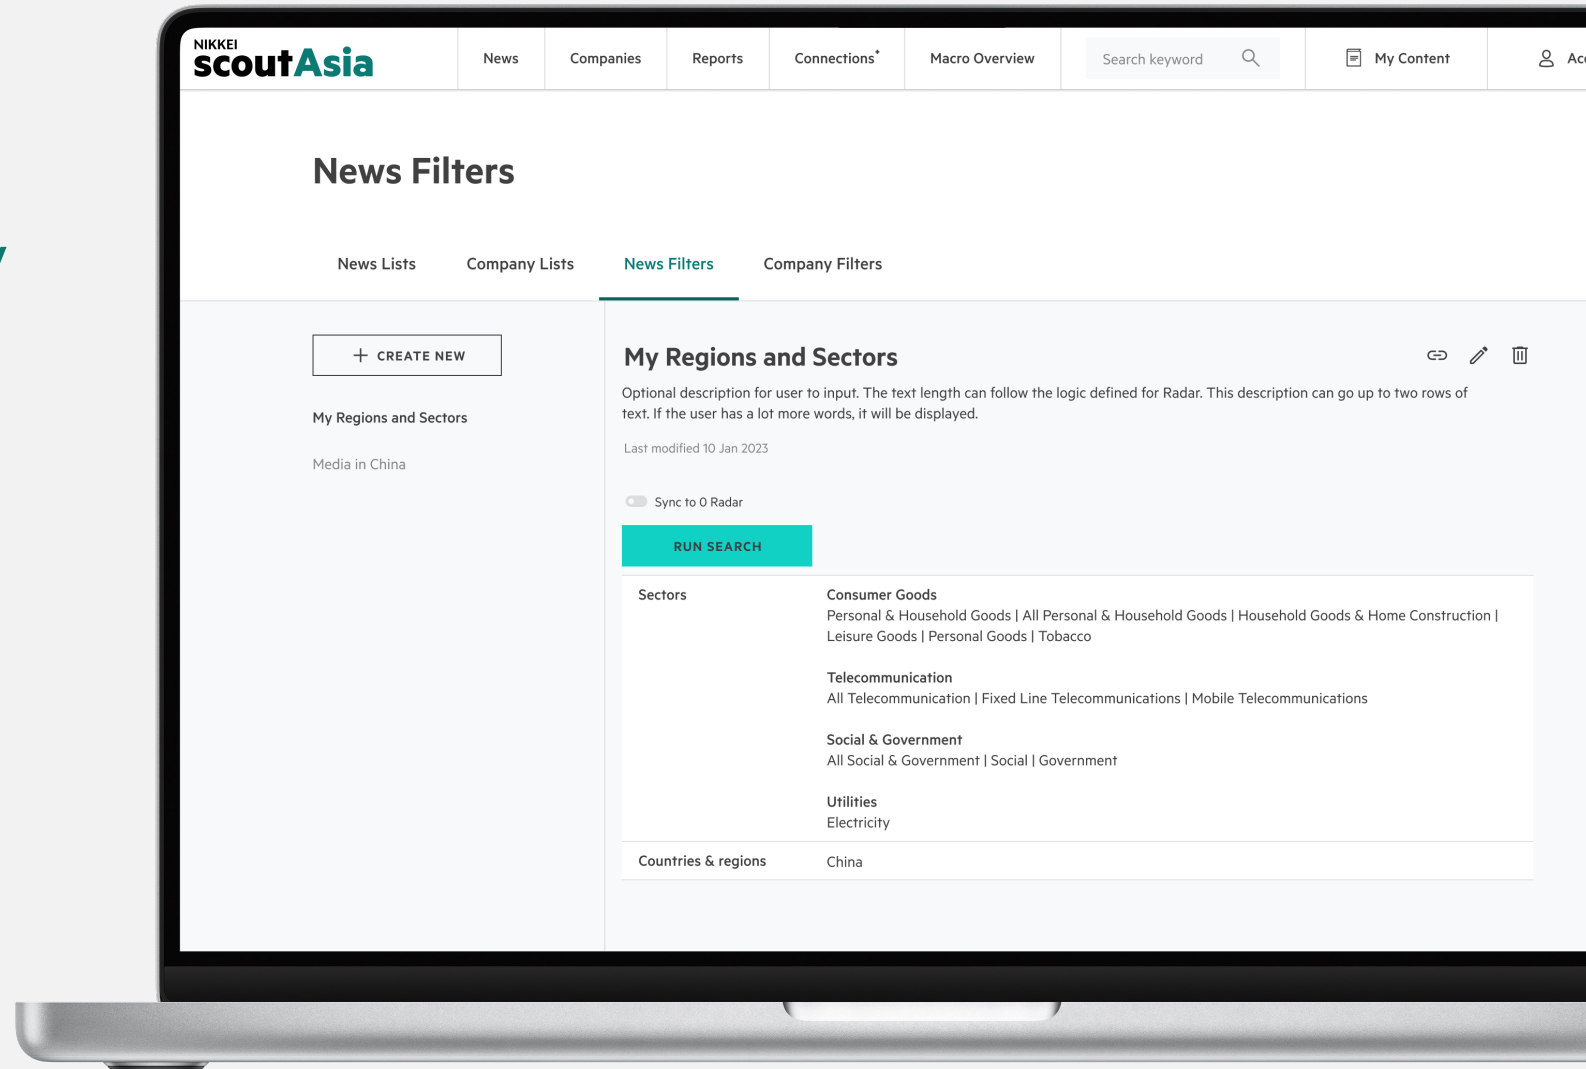 NIKKEI
scoutAsia
News
Companies
Reports
Connections+
Macro Overview
Search keyword
My Content
News Filters
News Lists
Company Lists
News Filters
Company Filters
+ CREATE NEW
My Regions and Sectors
Media in China
My Regions and Sectors
Optional description for user to input. The text length can follow the logic defined for Radar. This description can go up to two rows of
text. If the user has a lot more words, it will be displayed.
Last modified 10 Jan 2023
Sync to 0 Radar
RUN SEARCH
Sectors
Consumer Goods
Personal & Household Goods | All Personal & Household Goods | Household Goods & Home Construction |
Leisure Goods | Personal Goods | Tobacco
Telecommunication
All Telecommunication | Fixed Line Telecommunications | Mobile Telecommunications
Social & Government
All Social & Government | Social | Government
Utilities
Electricity
Countries & regions
China